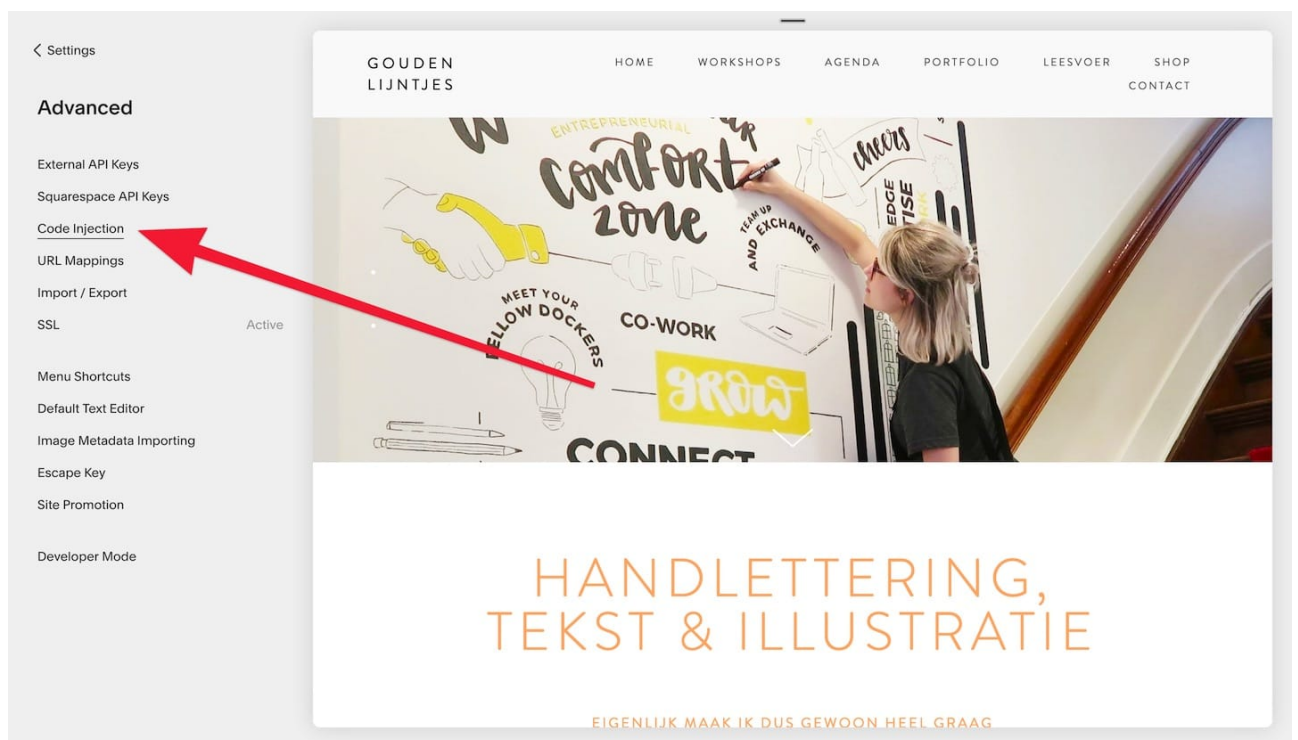 Settings
Advanced
External API Keys
Squarespace API Keys
Code Injection
URL Mappings
Import / Export
SSL Active
Menu Shortcuts
Default Text Editor
Image Metadata Importing
Escape Key
Site Promotion
Developer Mode
GOUDEN
LIJNTJES
HOME WORKSHOPS AGENDA PORTFOLIO LEESVOER SHOP
CONTACT
ENTREPRENEURIAL
COMFORT
ZONE
cheers
TEAM UP
AND EXCHANGE
EDGE
TISE
MEET YOUR
FELLOW DOCKERS
CO-WORK
GROW
CONNECT
HANDLETTERING,
TEKST & ILLUSTRATIE
EIGENLIJK MAAK IK DUS GEWOON HEEL GRAAG